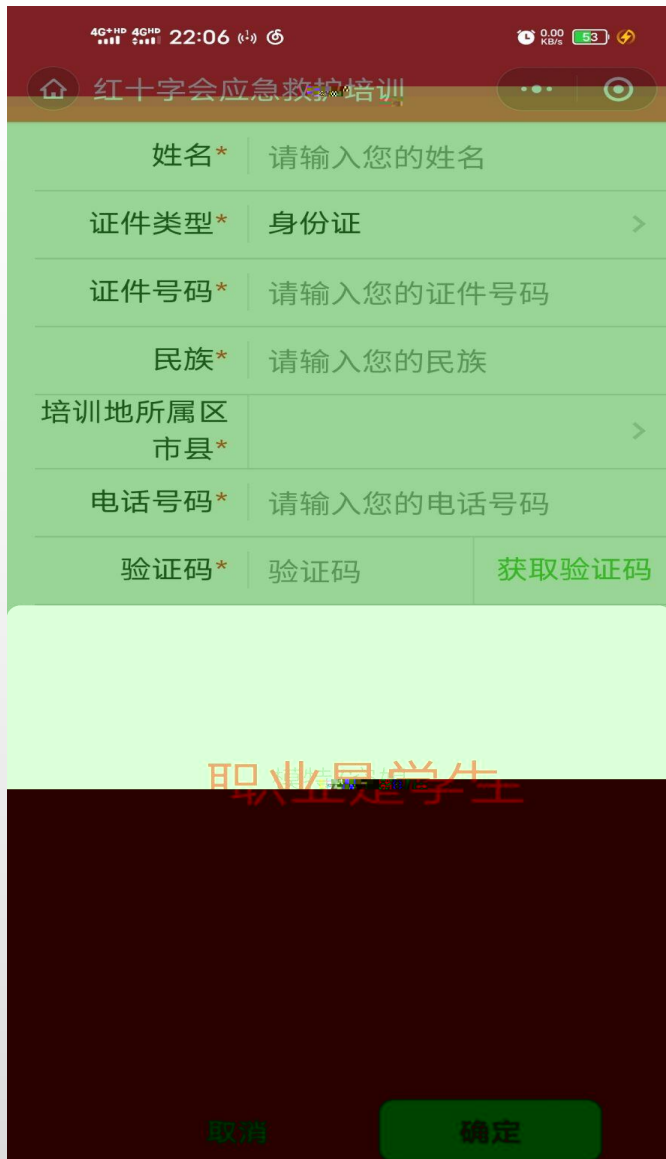 4G+HD 4GHD 22:06 0.00 KB/s 53
红十字会应急救护培训
姓名* 请输入您的姓名
证件类型* 身份证
证件号码* 请输入您的证件号码
民族* 请输入您的民族
培训地所属区
市县*
电话号码* 请输入您的电话号码
验证码* 验证码 获取验证码
职业是学生
取消 确定